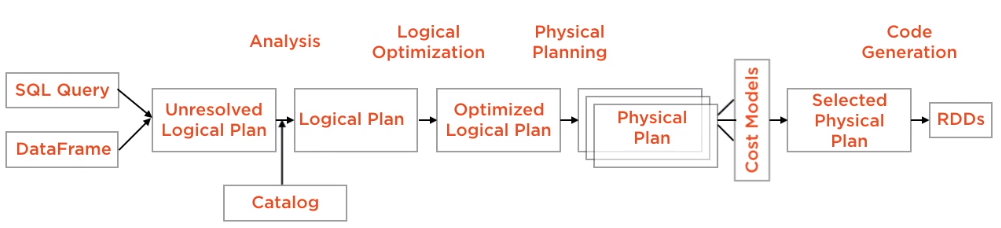 Analysis
Logical
Optimization
Physical
Planning
Code
Generation
SQL Query
DataFrame
Unresolved
Logical Plan
Catalog
Logical Plan
Optimized
Logical Plan
Physical
Plan
Cost Models
Selected
Physical
Plan
RDDs